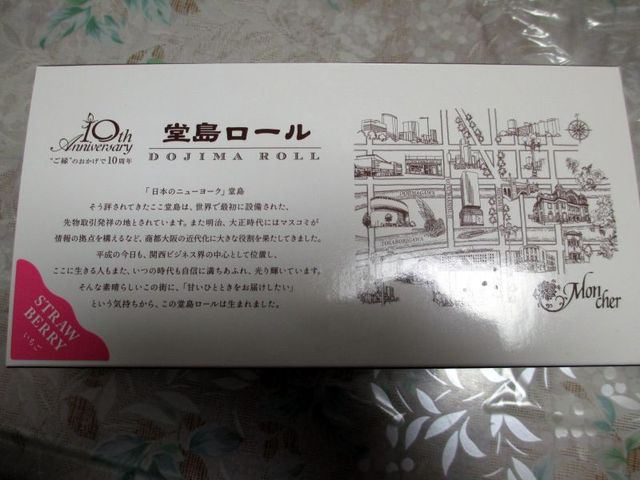 10th
Anniversary
"ご縁"のおかげで10周年
堂島ロール
DOJIMA ROLL
「日本のニューヨーク」堂島
そう評されてきたここ堂島は、世界で最初に設備された、
先物取引発祥の地とされています。また明治、大正時代にはマスコミが
情報の拠点を構えるなど、商都大阪の近代化に大きな役割を果たしてきました。
平成の今日も、関西ビジネス界の中心として位置し、
ここに生きる人もまた、いつの時代も自信に満ちあふれ、光り輝いています。
そんな素晴らしいこの街に、「甘いひとときをお届けしたい」
という気持ちから、この堂島ロールは生まれました。
STRAW
BERRY
いちご
TOSABORIGAWA
Mon
cher